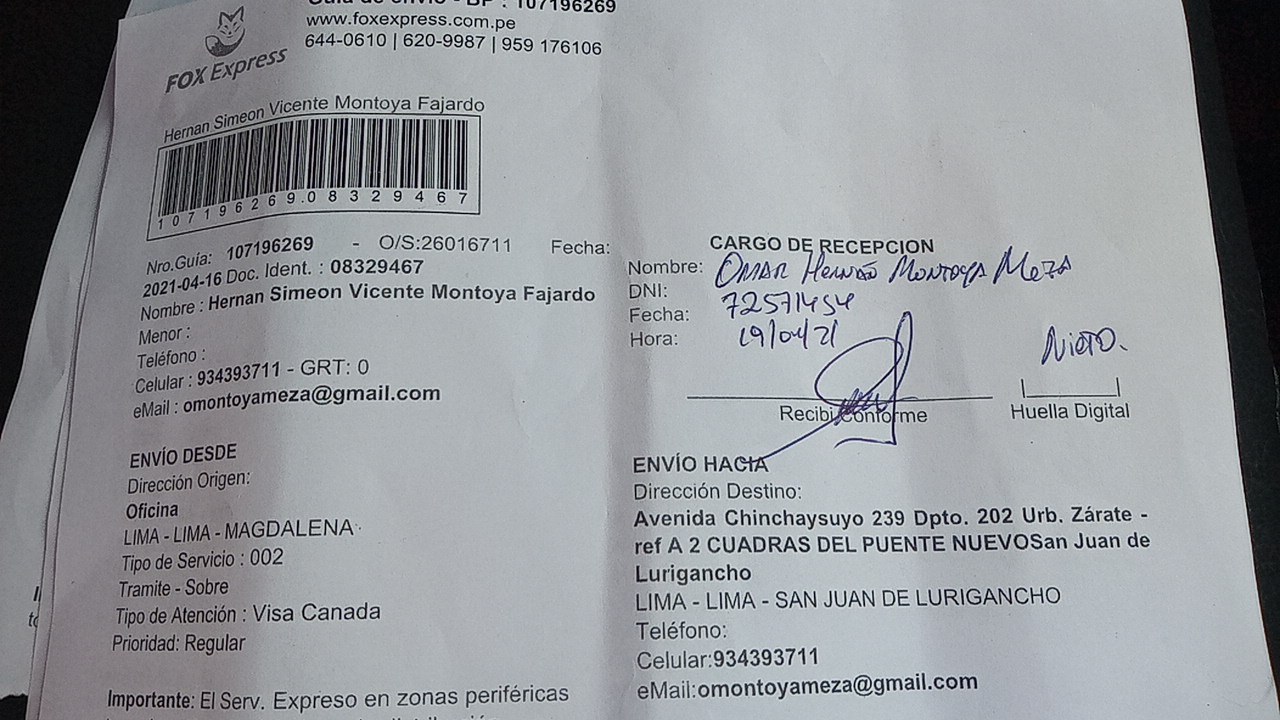 Guía de envío - BP : 107196269
www.foxexpress.com.pe
644-0610 | 620-9987 | 959 176106
FOX Express
Hernan Simeon Vicente Montoya Fajardo
107196269.08329467
Nro.Guía: 107196269 - O/S:26016711 Fecha:
2021-04-16 Doc. Ident. : 08329467
Nombre : Hernan Simeon Vicente Montoya Fajardo
Menor :
Teléfono :
Celular : 934393711 - GRT: 0
eMail : omontoyameza@gmail.com
ENVÍO DESDE
Dirección Origen:
Oficina
LIMA - LIMA - MAGDALENA
Tipo de Servicio : 002
Tramite - Sobre
Tipo de Atención : Visa Canada
Prioridad: Regular
Importante: El Serv. Expreso en zonas periféricas
CARGO DE RECEPCION
Nombre: OMAR HERNÁN MONTOYA MEZA
DNI: 72571454
Fecha: 19/04/21
Hora:
NIETO.
Recibi Conforme
Huella Digital
ENVÍO HACIA
Dirección Destino:
Avenida Chinchaysuyo 239 Dpto. 202 Urb. Zárate -
ref A 2 CUADRAS DEL PUENTE NUEVOSan Juan de
Lurigancho
LIMA - LIMA - SAN JUAN DE LURIGANCHO
Teléfono:
Celular:934393711
eMail:omontoyameza@gmail.com